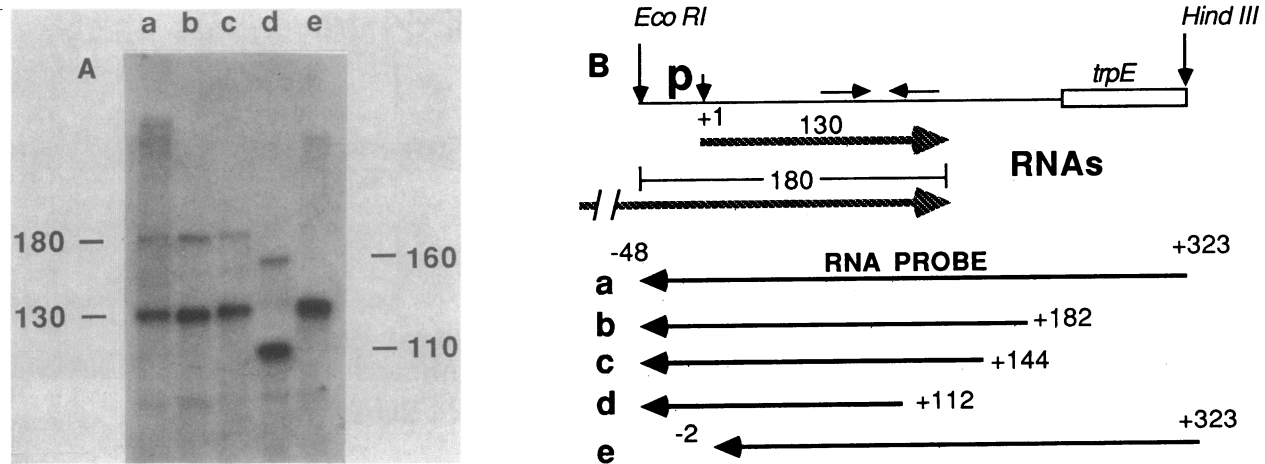 a b c d e
A
180
130
160
110
Eco RI
Hind III
B
p
trpE
+1
130
RNAs
180
-48
RNA PROBE
+323
a
b
+182
c
+144
d
+112
-2
+323
e